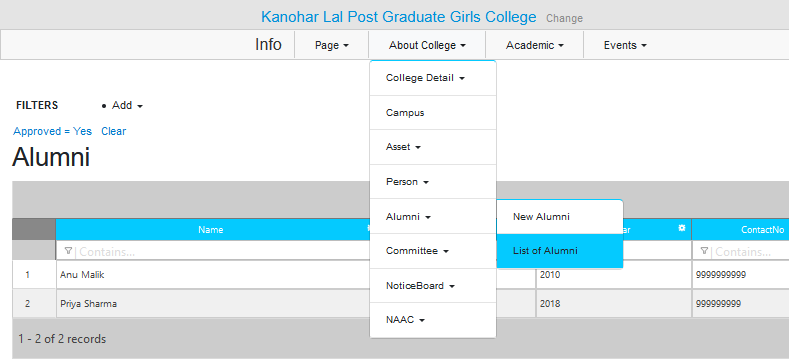 Kanohar Lal Post Graduate Girls College Change
Info Page About College Academic Events
College Detail
FILTERS • Add
Campus
Approved = Yes Clear
Asset
Alumni
Person
Alumni New Alumni
Name ContactNo
Committee List of Alumni
Contains... Contains...
1 Anu Malik 2010 9999999999
NoticeBoard
2 Priya Sharma 2018 999999999
NAAC
1 - 2 of 2 records